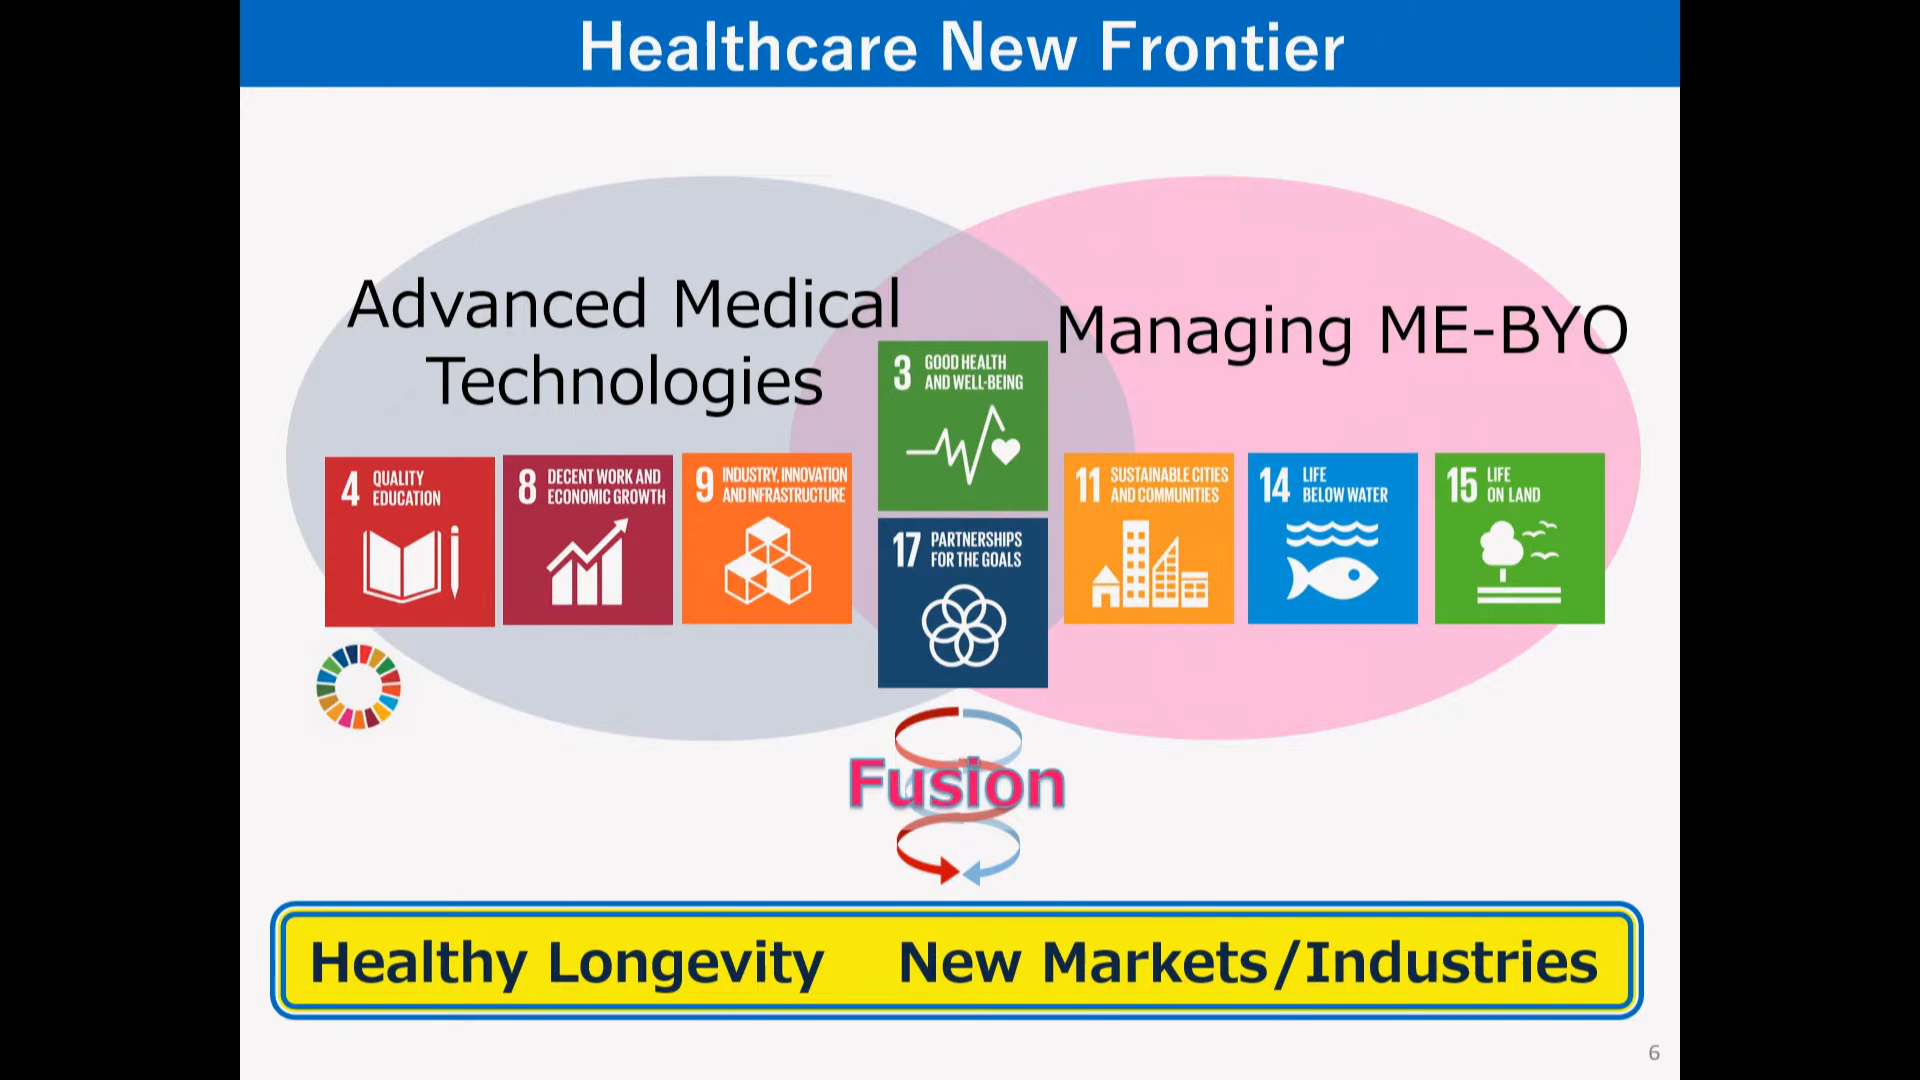 Healthcare New Frontier
Advanced Medical
Technologies
Managing ME-BYO
3 GOOD HEALTH
AND WELL-BEING
4 QUALITY
EDUCATION
8 DECENT WORK AND
ECONOMIC GROWTH
9 INDUSTRY, INNOVATION
AND INFRASTRUCTURE
17 PARTNERSHIPS
FOR THE GOALS
11 SUSTAINABLE CITIES
AND COMMUNITIES
14 LIFE
BELOW WATER
15 LIFE
ON LAND
Fusion
Healthy Longevity New Markets/Industries
6